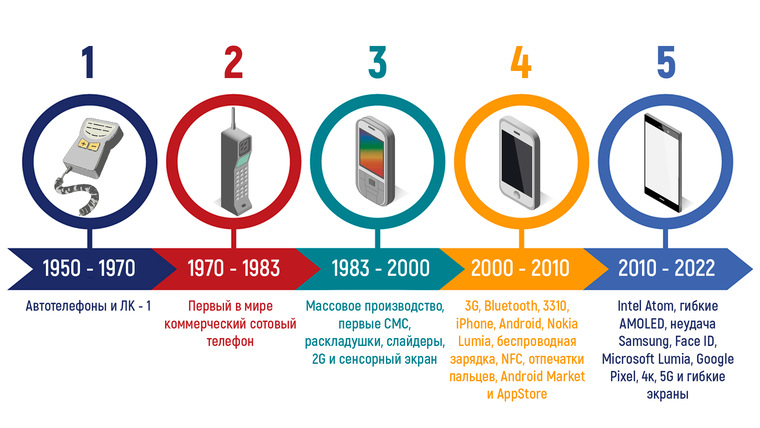 1
2
3
4
5
1950 - 1970
1970 - 1983
1983 - 2000
2000 - 2010
2010 - 2022
Автотелефоны и ЛК - 1
Первый в мире
коммерческий сотовый
телефон
Массовое производство,
первые СМС,
раскладушки, слайдеры,
2G и сенсорный экран
3G, Bluetooth, 3310,
iPhone, Android, Nokia
Lumia, беспроводная
зарядка, NFC, отпечатки
пальцев, Android Market
и AppStore
Intel Atom, гибкие
AMOLED, неудача
Samsung, Face ID,
Microsoft Lumia, Google
Pixel, 4к, 5G и гибкие
экраны